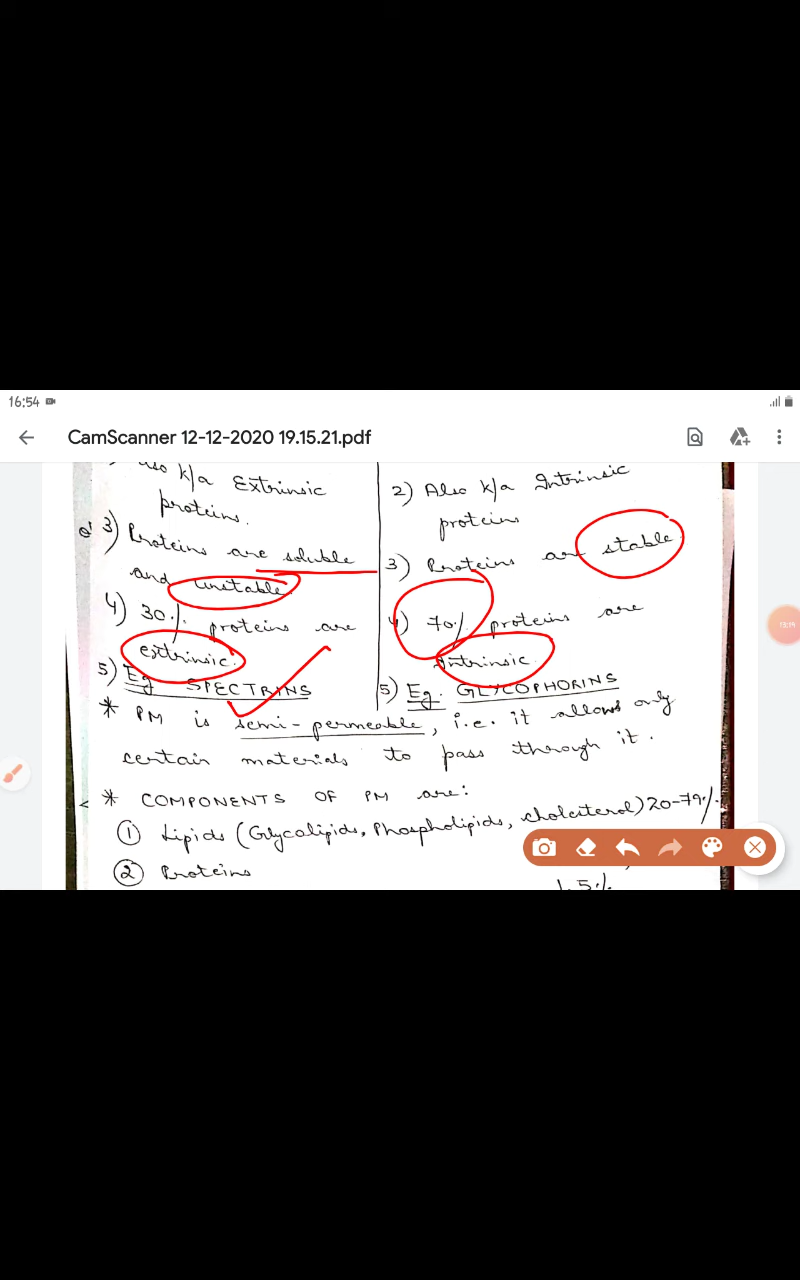 16:54
CamScanner 12-12-2020 19.15.21.pdf
k/a Extrinsic
proteins.
3) Proteins are soluble
and unstable.
4) 30% proteins are
extrinsic.
5) Eg SPECTRINS
2) Also k/a Intrinsic
protein
3) Proteins are stable
4) 70% proteins are
intrinsic.
5) Eg. GLYCOPHORINS
* PM is semi-permeable, i.e. it allows only
certain materials to pass through it.
* COMPONENTS OF PM are:
① Lipids (Glycolipids, Phospholipids, cholesterol) 20-79%.
② Proteins